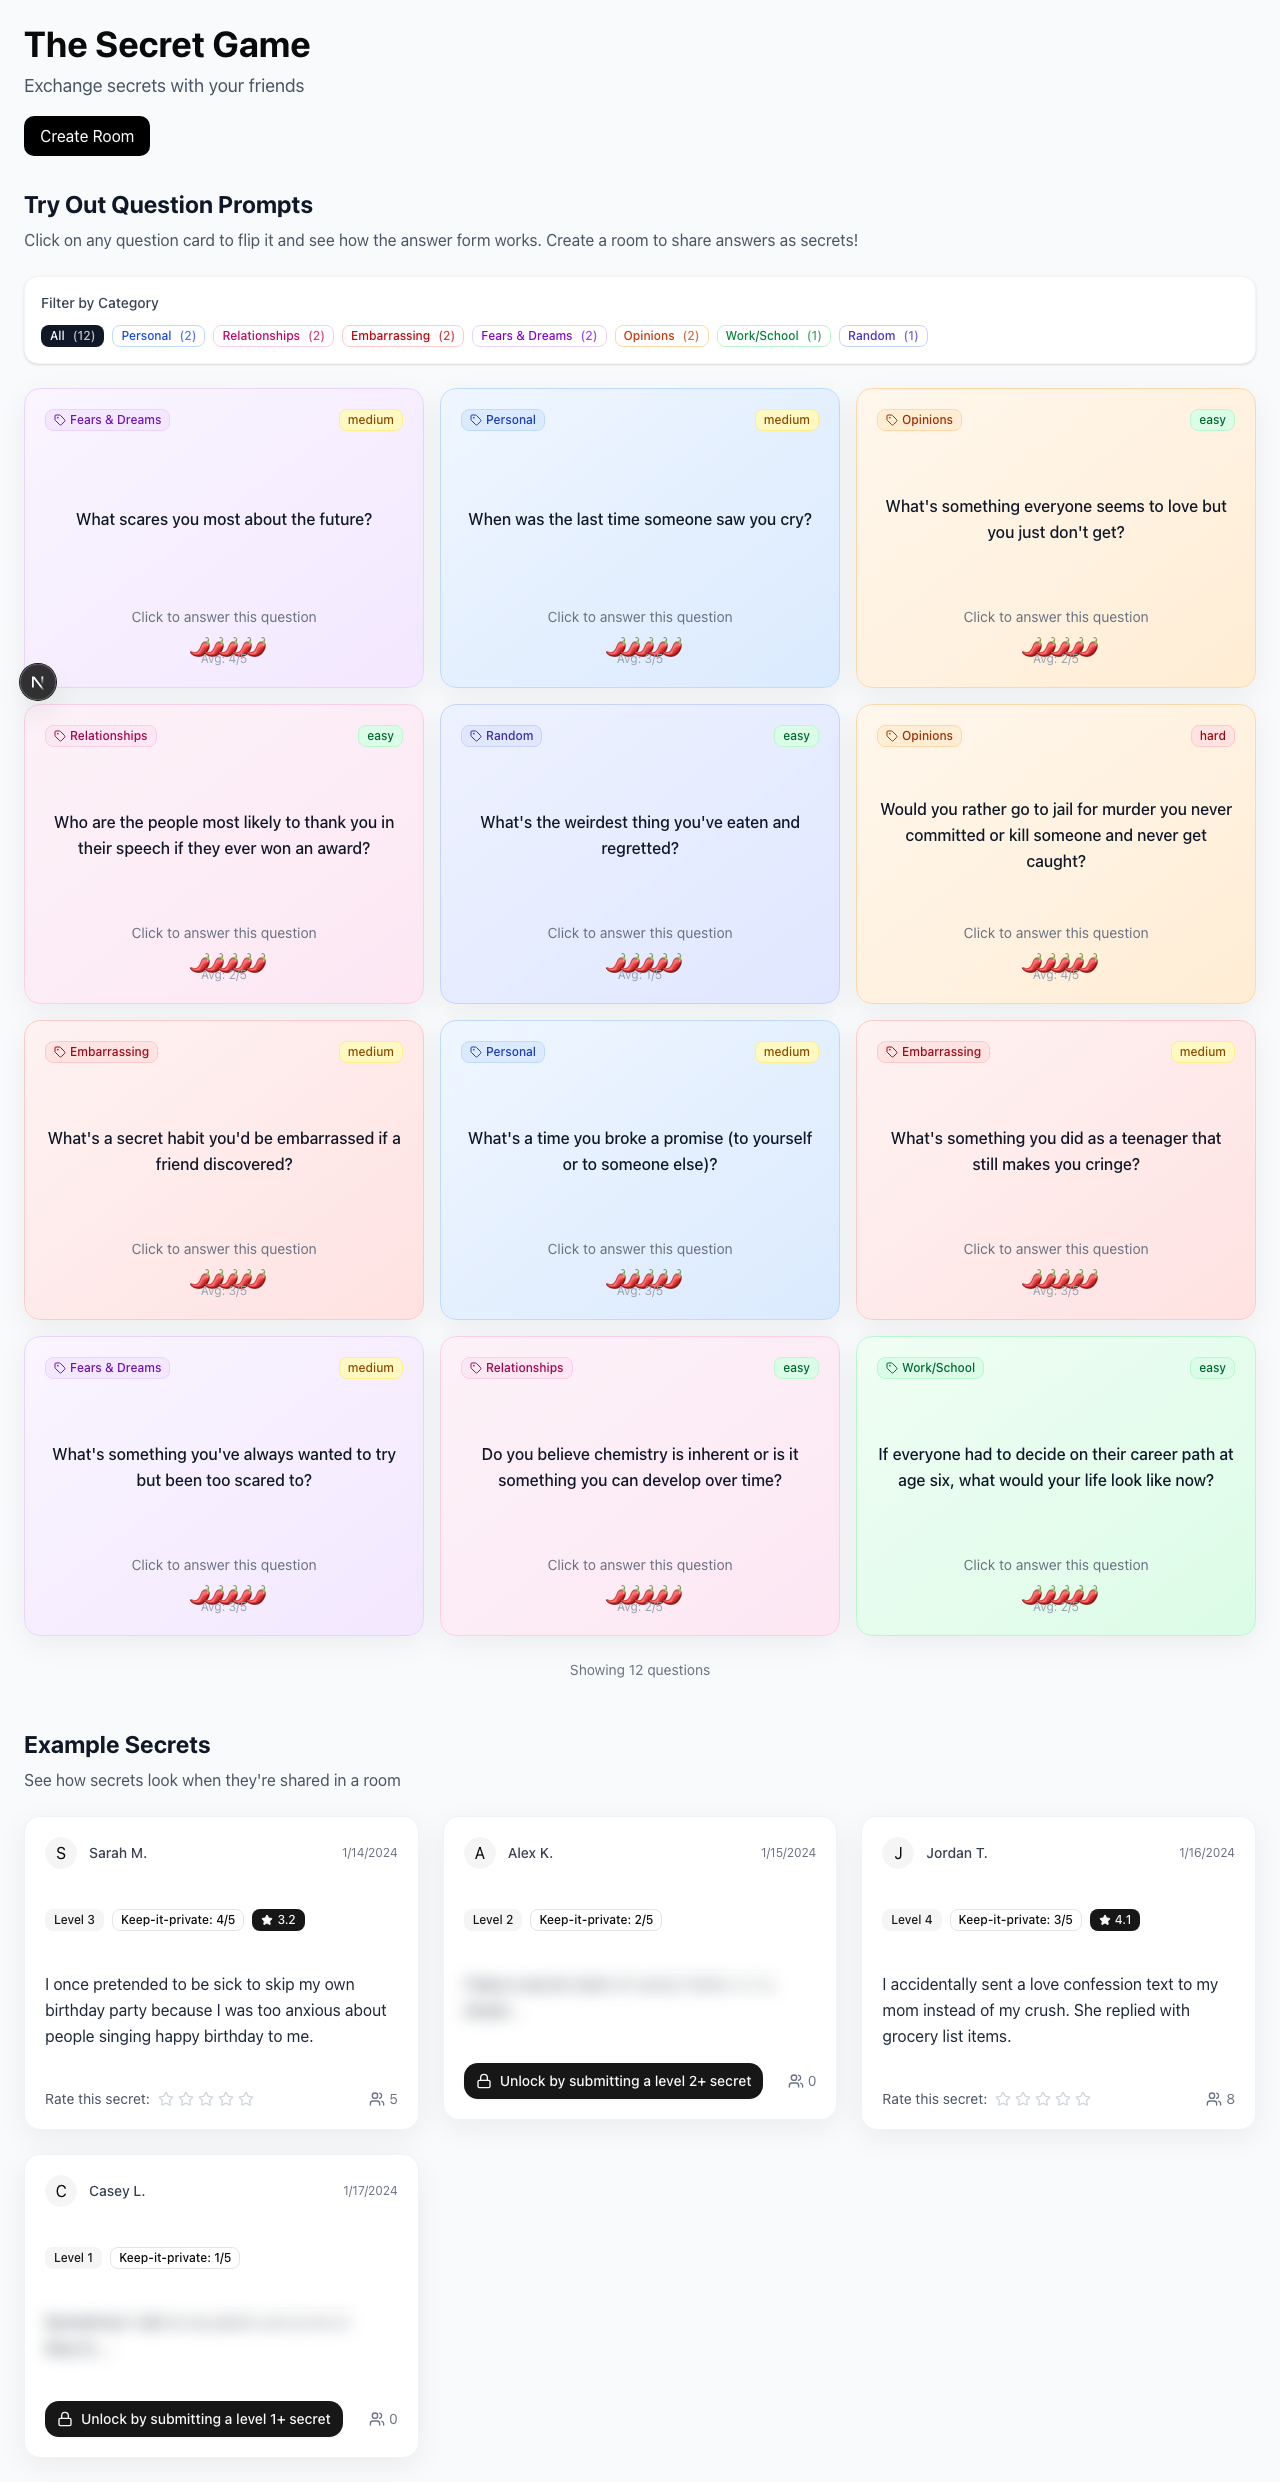 The Secret Game
Exchange secrets with your friends
Create Room
Try Out Question Prompts
Click on any question card to flip it and see how the answer form works. Create a room to share answers as secrets!
Filter by Category
All (12) Personal (2) Relationships (2) Embarrassing (2) Fears & Dreams (2) Opinions (2) Work/School (1) Random (1)
Fears & Dreams medium
What scares you most about the future?
Click to answer this question
Avg: 4/5
Personal medium
When was the last time someone saw you cry?
Click to answer this question
Avg: 3/5
Opinions easy
What's something everyone seems to love but
you just don't get?
Click to answer this question
Avg: 2/5
N
Relationships easy
Who are the people most likely to thank you in
their speech if they ever won an award?
Click to answer this question
Avg: 2/5
Random easy
What's the weirdest thing you've eaten and
regretted?
Click to answer this question
Avg: 1/5
Opinions hard
Would you rather go to jail for murder you never
committed or kill someone and never get
caught?
Click to answer this question
Avg: 4/5
Embarrassing medium
What's a secret habit you'd be embarrassed if a
friend discovered?
Click to answer this question
Avg: 3/5
Personal medium
What's a time you broke a promise (to yourself
or to someone else)?
Click to answer this question
Avg: 3/5
Embarrassing medium
What's something you did as a teenager that
still makes you cringe?
Click to answer this question
Avg: 3/5
Fears & Dreams medium
What's something you've always wanted to try
but been too scared to?
Click to answer this question
Avg: 3/5
Relationships easy
Do you believe chemistry is inherent or is it
something you can develop over time?
Click to answer this question
Avg: 2/5
Work/School easy
If everyone had to decide on their career path at
age six, what would your life look like now?
Click to answer this question
Avg: 2/5
Showing 12 questions
Example Secrets
See how secrets look when they're shared in a room
S Sarah M. 1/14/2024
Level 3 Keep-it-private: 4/5 3.2
I once pretended to be sick to skip my own
birthday party because I was too anxious about
people singing happy birthday to me.
Rate this secret: 5
A Alex K. 1/15/2024
Level 2 Keep-it-private: 2/5
Unlock by submitting a level 2+ secret 0
J Jordan T. 1/16/2024
Level 4 Keep-it-private: 3/5 4.1
I accidentally sent a love confession text to my
mom instead of my crush. She replied with
grocery list items.
Rate this secret: 8
C Casey L. 1/17/2024
Level 1 Keep-it-private: 1/5
Unlock by submitting a level 1+ secret 0